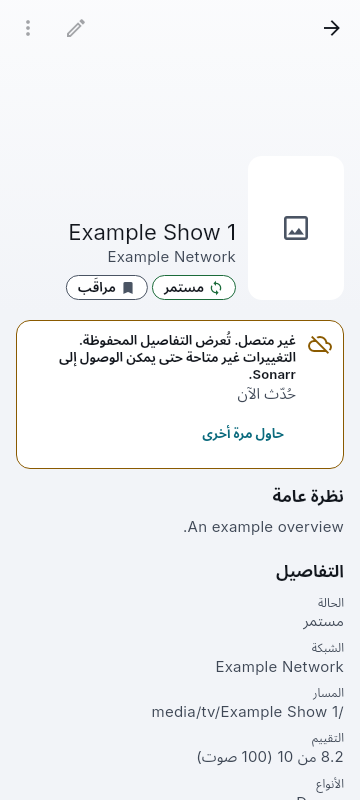 Example Show 1
Example Network
مستمر
مراقَب
غير متصل. تُعرض التفاصيل المحفوظة.
التغييرات غير متاحة حتى يمكن الوصول إلى
Sonarr.
حُدّث الآن
حاول مرة أخرى
نظرة عامة
An example overview.
التفاصيل
الحالة
مستمر
الشبكة
Example Network
المسار
/media/tv/Example Show 1
التقييم
8.2 من 10 (100 صوت)
الأنواع